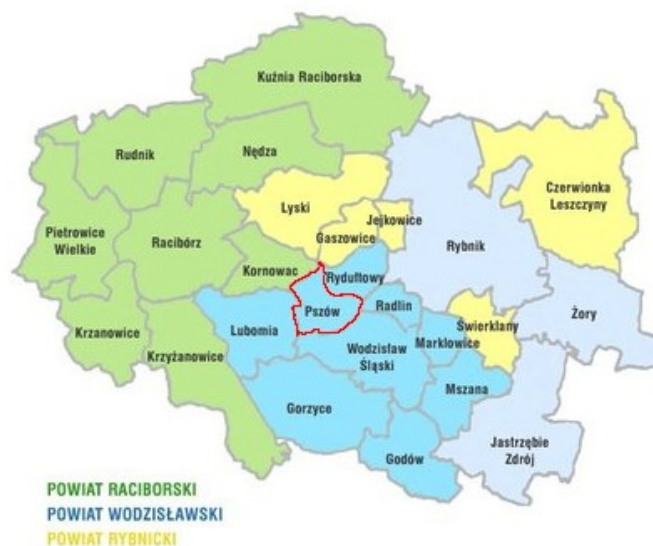 Kuźnia Raciborska
Rudnik
Nędza
Czerwionka
Leszczyny
Lyski
Jejkowice
Pietrowice
Wielkie
Racibórz
Gaszowice
Rybnik
Kornowac
Rydułtowy
Pszów
Radlin
Żory
Krzanowice
Krzyżanowice
Lubomia
Wodzisław
Śląski
Marklowice
Świerklany
Mszana
Gorzyce
Godów
Jastrzębie
Zdrój
POWIAT RACIBORSKI
POWIAT WODZISŁAWSKI
POWIAT RYBNICKI